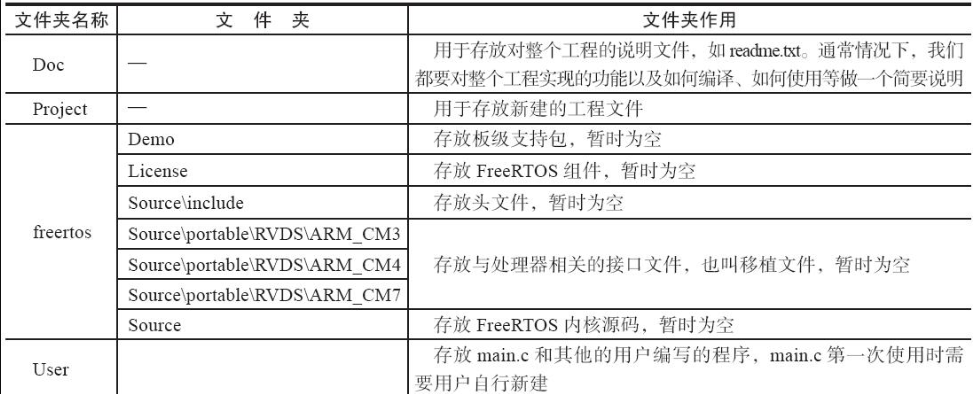 文件夹名称 文 件 夹 文件夹作用
Doc — 用于存放对整个工程的说明文件，如 readme.txt。通常情况下，我们
都要对整个工程实现的功能以及如何编译、如何使用等做一个简要说明
Project — 用于存放新建的工程文件
freertos
Demo 存放板级支持包，暂时为空
License 存放 FreeRTOS 组件，暂时为空
Source\include 存放头文件，暂时为空
Source\portable\RVDS\ARM_CM3
Source\portable\RVDS\ARM_CM4 存放与处理器相关的接口文件，也叫移植文件，暂时为空
Source\portable\RVDS\ARM_CM7
Source 存放 FreeRTOS 内核源码，暂时为空
User 存放 main.c 和其他的用户编写的程序，main.c 第一次使用时需
要用户自行新建